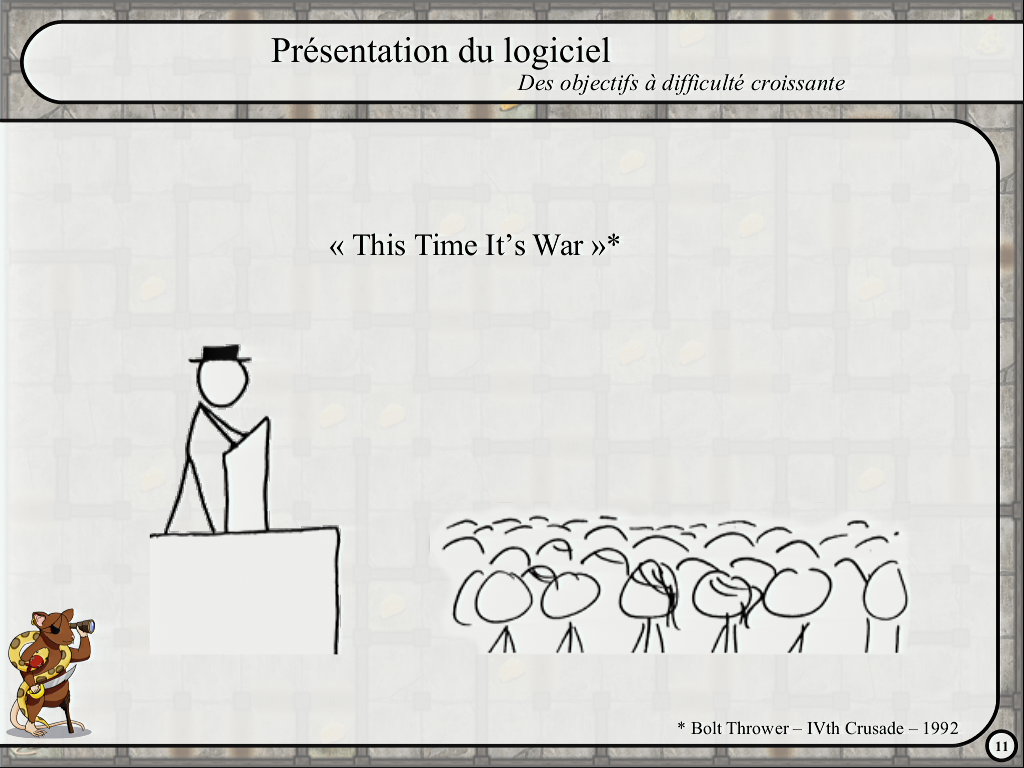 Présentation du logiciel
Des objectifs à difficulté croissante
« This Time It’s War »*
* Bolt Thrower – IVth Crusade – 1992
11